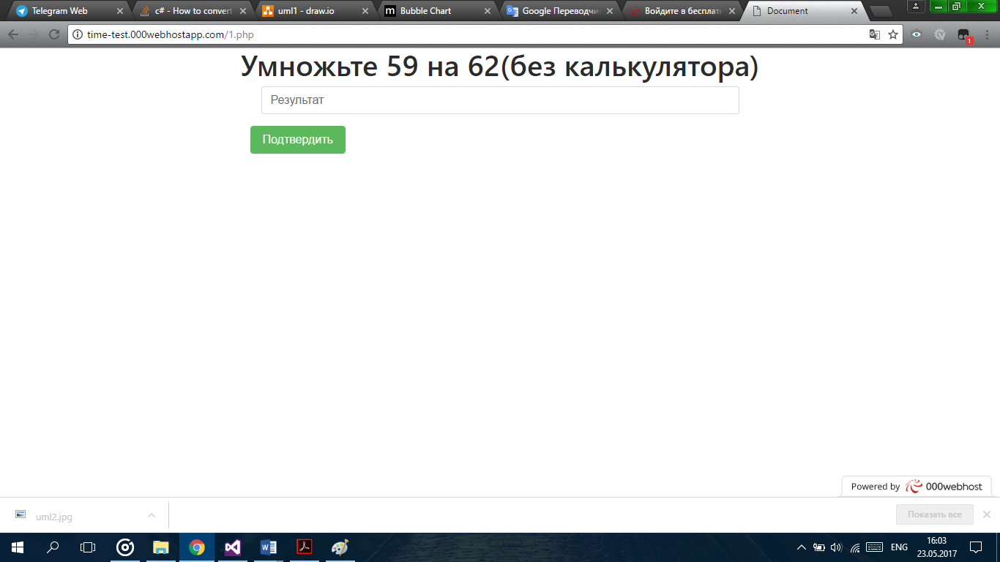 Telegram Web
c# - How to convert
uml1 - draw.io
Bubble Chart
Google Переводчи
Войдите в бесплат
Document
time-test.000webhostapp.com/1.php
1
Умножьте 59 на 62(без калькулятора)
Результат
Подтвердить
Powered by 000webhost
uml2.jpg
Показать все
ENG
16:03
23.05.2017